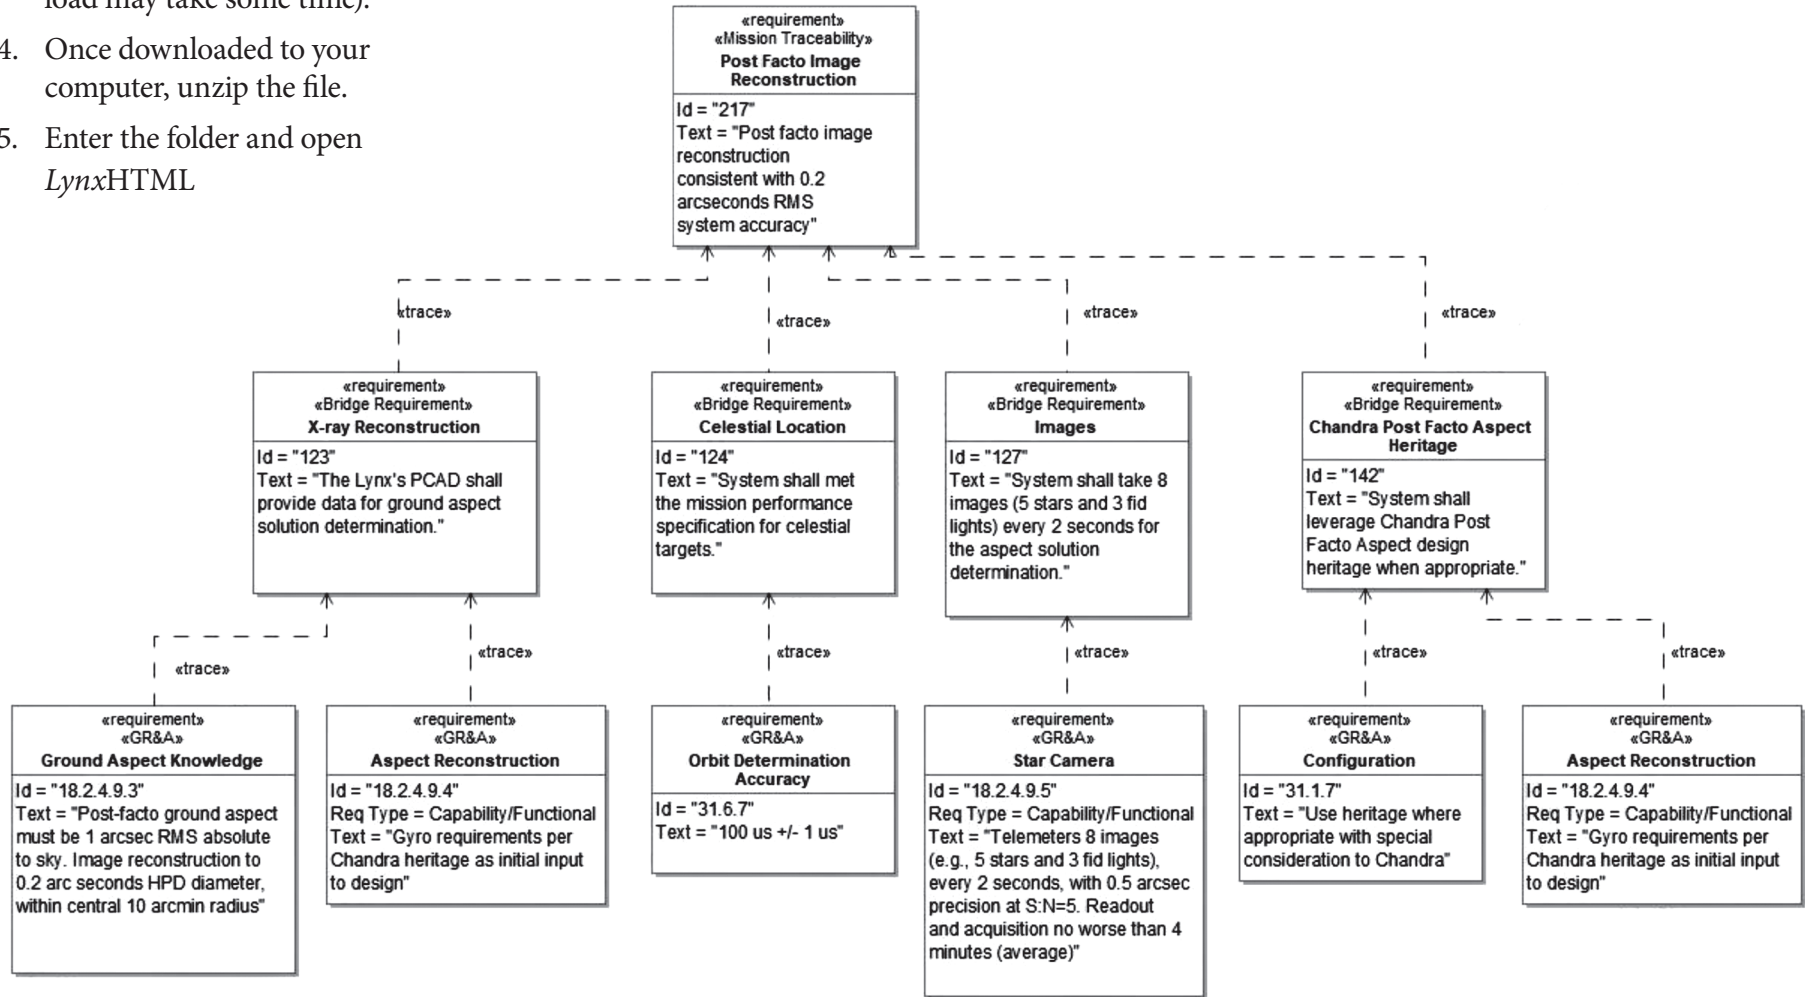 load may take some time).
4. Once downloaded to your
computer, unzip the file.
5. Enter the folder and open
LynxHTML
«requirement»
«Mission Traceability»
Post Facto Image
Reconstruction
Id = "217"
Text = "Post facto image
reconstruction
consistent with 0.2
arcseconds RMS
system accuracy"
«trace»
«trace»
«trace»
«trace»
«requirement»
«Bridge Requirement»
X-ray Reconstruction
Id = "123"
Text = "The Lynx's PCAD shall
provide data for ground aspect
solution determination."
«requirement»
«Bridge Requirement»
Celestial Location
Id = "124"
Text = "System shall met
the mission performance
specification for celestial
targets."
«requirement»
«Bridge Requirement»
Images
Id = "127"
Text = "System shall take 8
images (5 stars and 3 fid
lights) every 2 seconds for
the aspect solution
determination."
«requirement»
«Bridge Requirement»
Chandra Post Facto Aspect
Heritage
Id = "142"
Text = "System shall
leverage Chandra Post
Facto Aspect design
heritage when appropriate."
«trace»
«trace»
«trace»
«trace»
«trace»
«trace»
«requirement»
«GR&A»
Ground Aspect Knowledge
Id = "18.2.4.9.3"
Text = "Post-facto ground aspect
must be 1 arcsec RMS absolute
to sky. Image reconstruction to
0.2 arc seconds HPD diameter,
within central 10 arcmin radius"
«requirement»
«GR&A»
Aspect Reconstruction
Id = "18.2.4.9.4"
Req Type = Capability/Functional
Text = "Gyro requirements per
Chandra heritage as initial input
to design"
«requirement»
«GR&A»
Orbit Determination
Accuracy
Id = "31.6.7"
Text = "100 us +/- 1 us"
«requirement»
«GR&A»
Star Camera
Id = "18.2.4.9.5"
Req Type = Capability/Functional
Text = "Telemeters 8 images
(e.g., 5 stars and 3 fid lights),
every 2 seconds, with 0.5 arcsec
precision at S:N=5. Readout
and acquisition no worse than 4
minutes (average)"
«requirement»
«GR&A»
Configuration
Id = "31.1.7"
Text = "Use heritage where
appropriate with special
consideration to Chandra"
«requirement»
«GR&A»
Aspect Reconstruction
Id = "18.2.4.9.4"
Req Type = Capability/Functional
Text = "Gyro requirements per
Chandra heritage as initial input
to design"